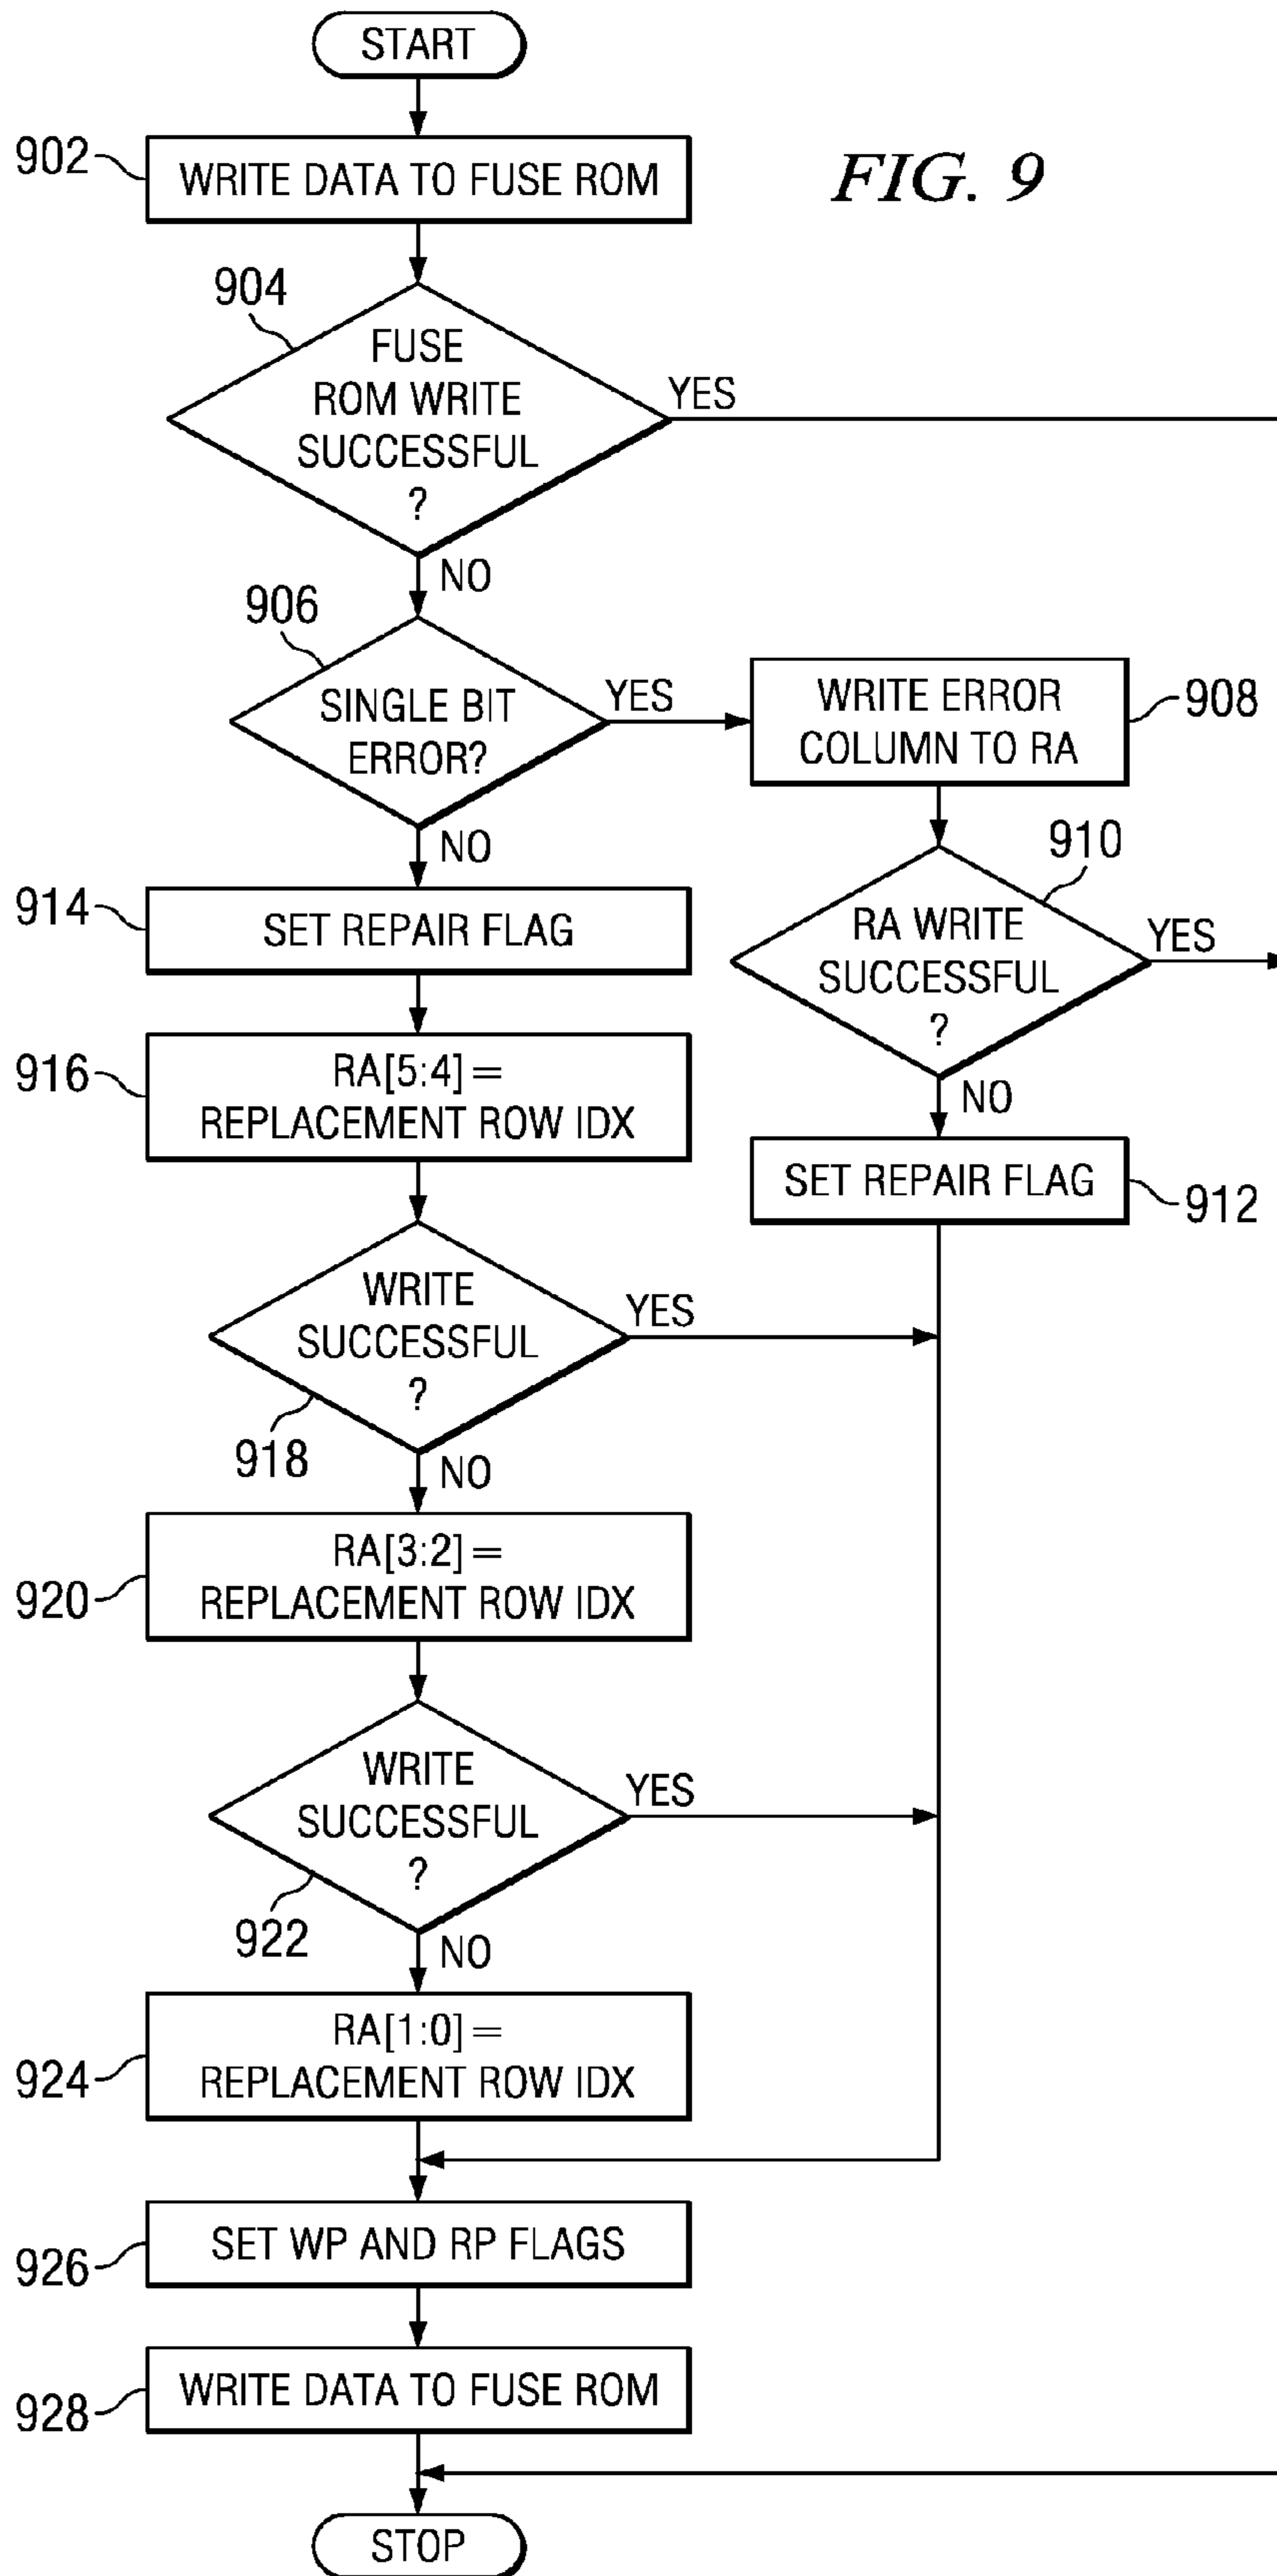 START
902
WRITE DATA TO FUSE ROM
FIG. 9
904
FUSE
ROM WRITE
SUCCESSFUL
?
YES
NO
906
SINGLE BIT
ERROR?
YES
WRITE ERROR
COLUMN TO RA
908
NO
910
914
SET REPAIR FLAG
RA WRITE
SUCCESSFUL
?
YES
916
RA[5:4]=
REPLACEMENT ROW IDX
NO
SET REPAIR FLAG
912
WRITE
SUCCESSFUL
?
YES
918
NO
920
RA[3:2]=
REPLACEMENT ROW IDX
WRITE
SUCCESSFUL
?
YES
922
NO
924
RA[1:0]=
REPLACEMENT ROW IDX
926
SET WP AND RP FLAGS
928
WRITE DATA TO FUSE ROM
STOP